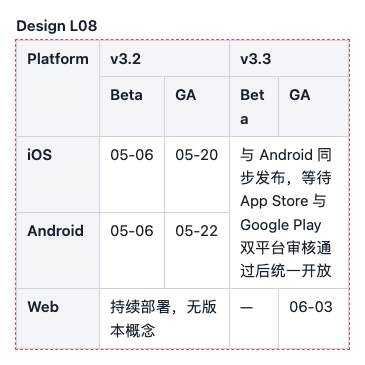 Design L08
Platform v3.2 v3.3
Beta GA Bet
a GA
iOS 05-06 05-20 与 Android 同
步发布，等待
App Store 与
Google Play
双平台审核通
过后统一开放
Android 05-06 05-22
Web 持续部署，无版
本概念 — 06-03